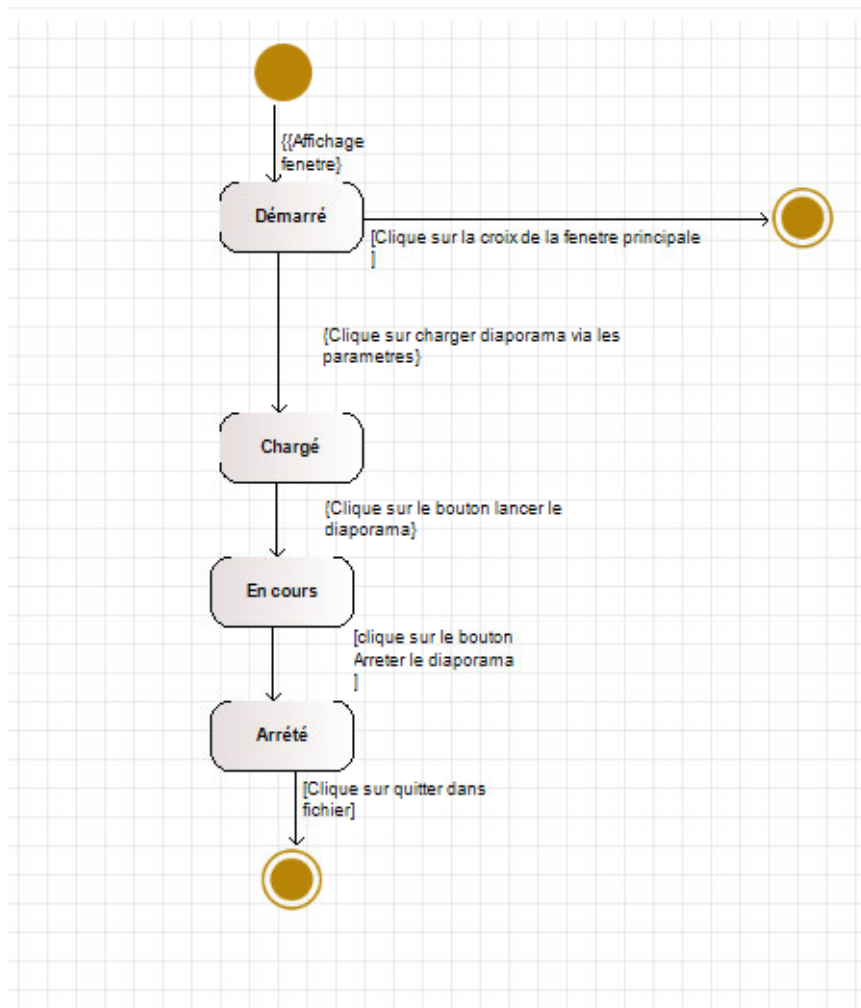 {{Affichage
fenetre}
Démarré
[Clique sur la croix de la fenetre principale
]
{Clique sur charger diaporama via les
parametres}
Chargé
{Clique sur le bouton lancer le
diaporama}
En cours
[clique sur le bouton
Arreter le diaporama
]
Arrété
[Clique sur quitter dans
fichier]